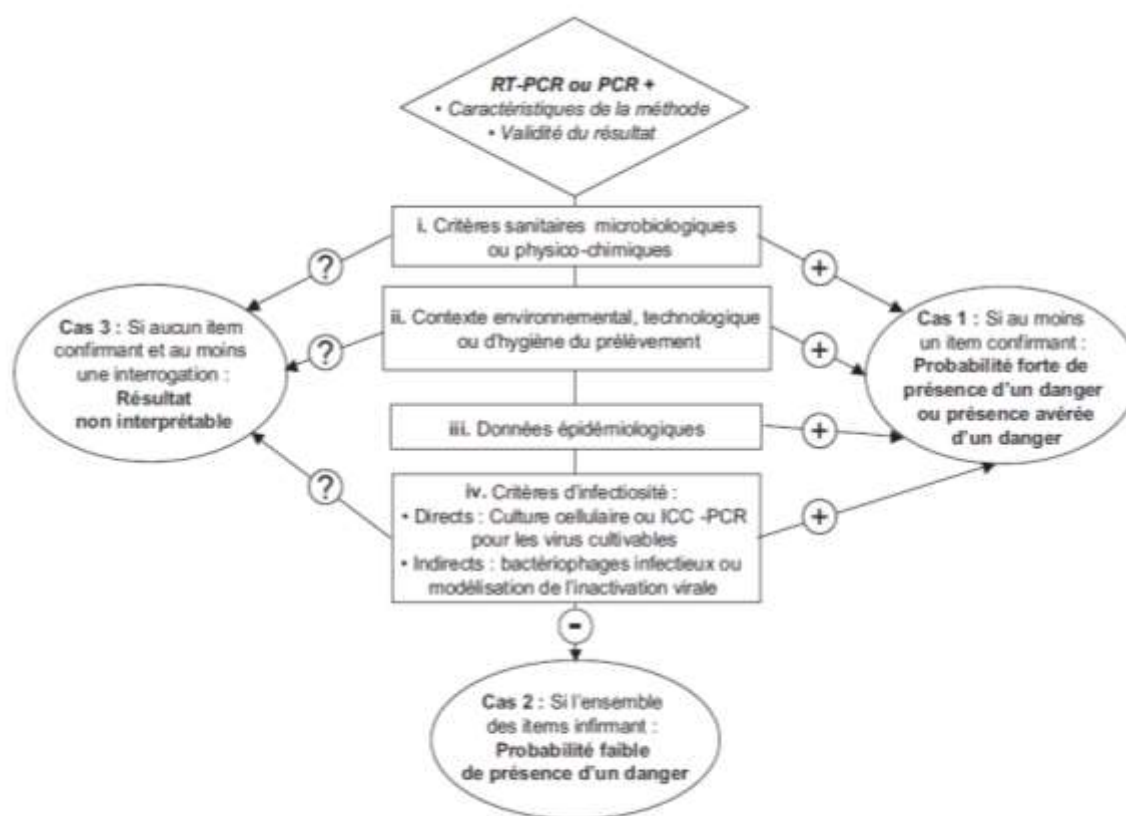 RT-PCR ou PCR +
• Caractéristiques de la méthode
• Validité du résultat
i. Critères sanitaires microbiologiques
ou physico-chimiques
?
+
Cas 3 : Si aucun item
confirmant et au moins
une interrogation :
Résultat
non interprétable
ii. Contexte environnemental, technologique
ou d'hygiène du prélèvement
?
+
Cas 1 : Si au moins
un item confirmant :
Probabilité forte de
présence d'un danger
ou présence avérée
d'un danger
iii. Données épidémiologiques
+
iv. Critères d'infectiosité :
• Directs : Culture cellulaire ou ICC -PCR
pour les virus cultivables
• Indirects : bactériophages infectieux ou
modélisation de l'inactivation virale
?
+
-
Cas 2 : Si l'ensemble
des items infirmant :
Probabilité faible
de présence d'un danger